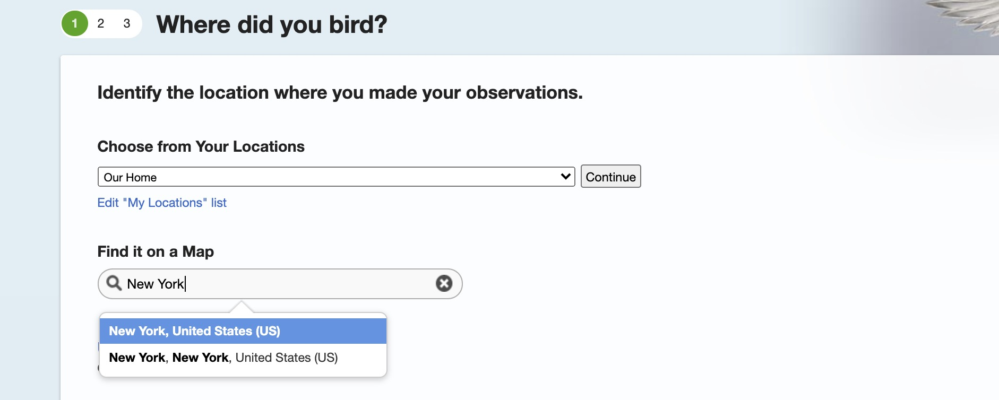 1 2 3 Where did you bird?
Identify the location where you made your observations.
Choose from Your Locations
Our Home Continue
Edit "My Locations" list
Find it on a Map
New York
New York, United States (US)
New York, New York, United States (US)